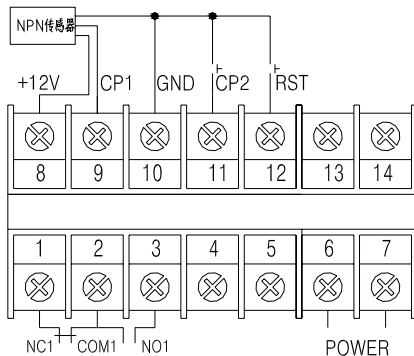 NPN传感器
+12V CP1 GND CP2 RST
8 9 10 11 12 13 14
1 2 3 4 5 6 7
NC1 COM1 NO1 POWER